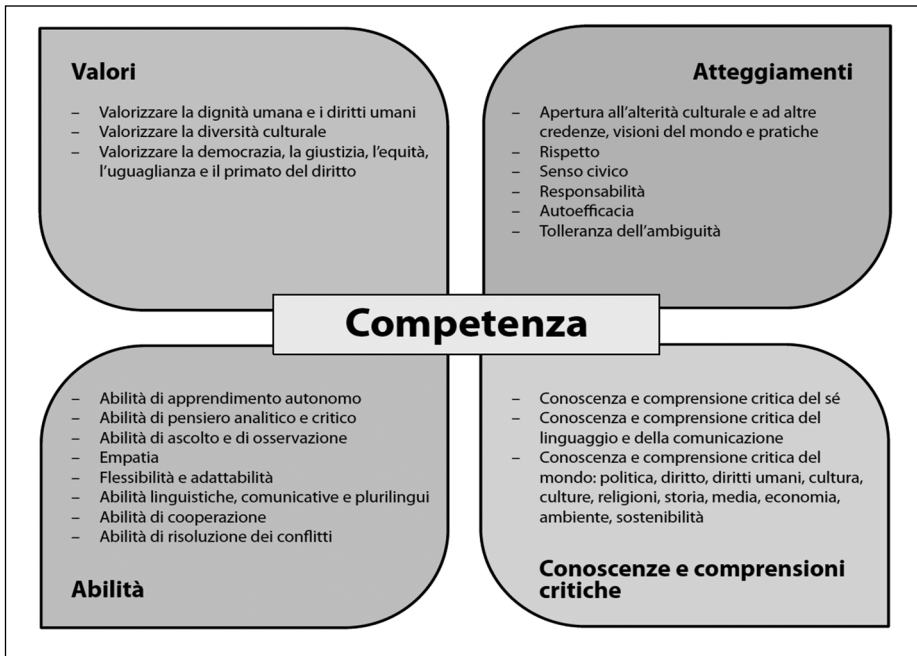 Valori
– Valorizzare la dignità umana e i diritti umani
– Valorizzare la diversità culturale
– Valorizzare la democrazia, la giustizia, l’equità,
l’uguaglianza e il primato del diritto
Atteggiamenti
– Apertura all’alterità culturale e ad altre
credenze, visioni del mondo e pratiche
– Rispetto
– Senso civico
– Responsabilità
– Autoefficacia
– Tolleranza dell’ambiguità
Competenza
– Abilità di apprendimento autonomo
– Abilità di pensiero analitico e critico
– Abilità di ascolto e di osservazione
– Empatia
– Flessibilità e adattabilità
– Abilità linguistiche, comunicative e plurilingui
– Abilità di cooperazione
– Abilità di risoluzione dei conflitti
Abilità
– Conoscenza e comprensione critica del sé
– Conoscenza e comprensione critica del
linguaggio e della comunicazione
– Conoscenza e comprensione critica del
mondo: politica, diritto, diritti umani, cultura,
culture, religioni, storia, media, economia,
ambiente, sostenibilità
Conoscenze e comprensioni
critiche